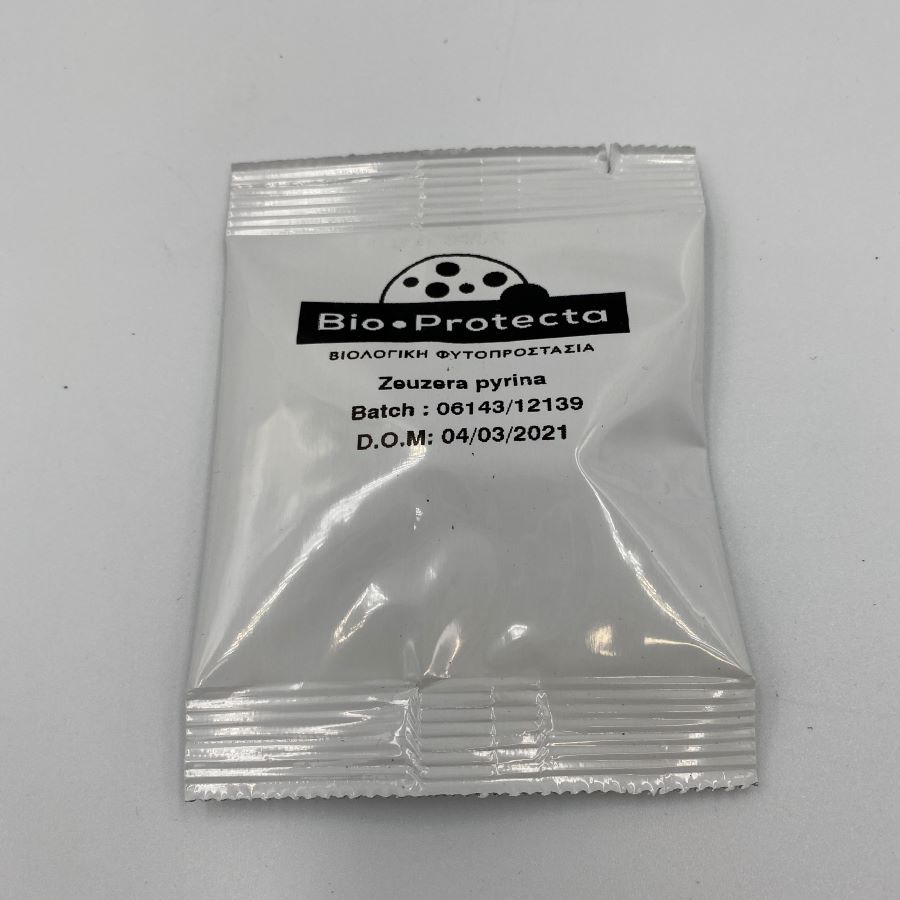 Bio•Protecta
ΒΙΟΛΟΓΙΚΗ ΦΥΤΟΠΡΟΣΤΑΣΙΑ
Zeuzera pyrina
Batch : 06143/12139
D.O.M: 04/03/2021